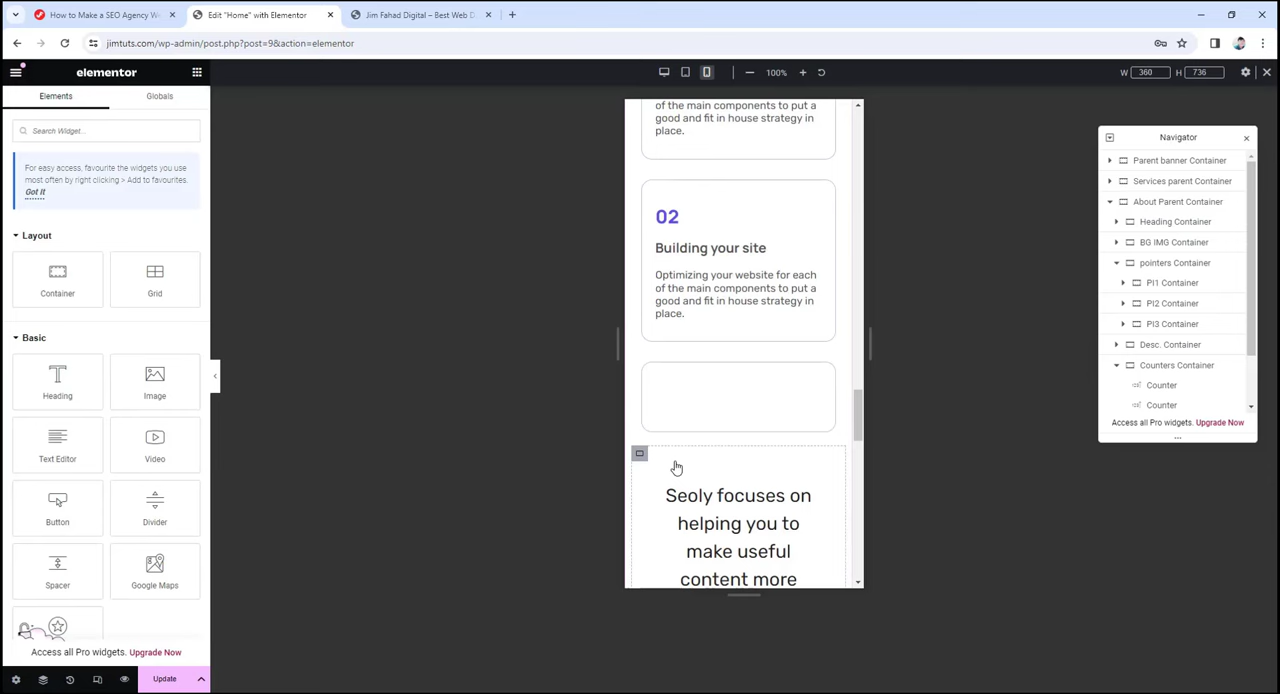 How to Make a SEO Agency We
Edit "Home" with Elementor
Jim Fahad Digital – Best Web D
jimtuts.com/wp-admin/post.php?post=9&action=elementor
elementor
100%
W 360 H 736
Elements
Globals
Search Widget...
For easy access, favourite the widgets you use
most often by right clicking > Add to favourites.
Got It
Layout
Container
Grid
Basic
Heading
Image
Text Editor
Video
Button
Divider
Spacer
Google Maps
Access all Pro widgets. Upgrade Now
Update
of the main components to put a
good and fit in house strategy in
place.
02
Building your site
Optimizing your website for each
of the main components to put a
good and fit in house strategy in
place.
Seoly focuses on
helping you to
make useful
content more
Navigator
Parent banner Container
Services parent Container
About Parent Container
Heading Container
BG IMG Container
pointers Container
PI1 Container
PI2 Container
PI3 Container
Desc. Container
Counters Container
Counter
Counter
Access all Pro widgets. Upgrade Now